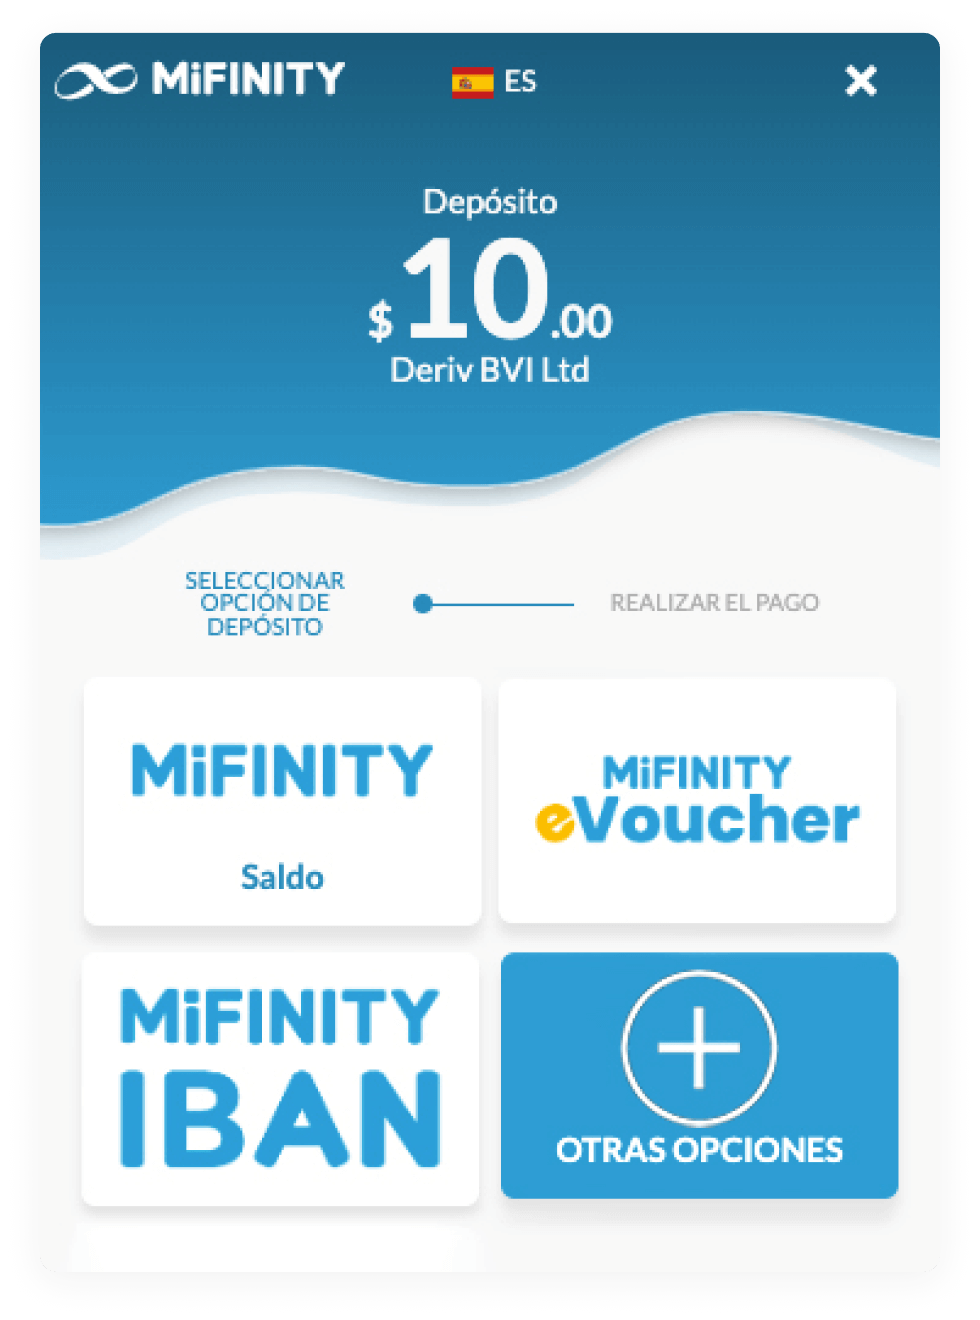 MiFINITY
ES
Depósito
$10.00
Deriv BVI Ltd
SELECCIONAR
OPCIÓN DE
DEPÓSITO
REALIZAR EL PAGO
MiFINITY
Saldo
MiFINITY
eVoucher
MiFINITY
IBAN
OTRAS OPCIONES